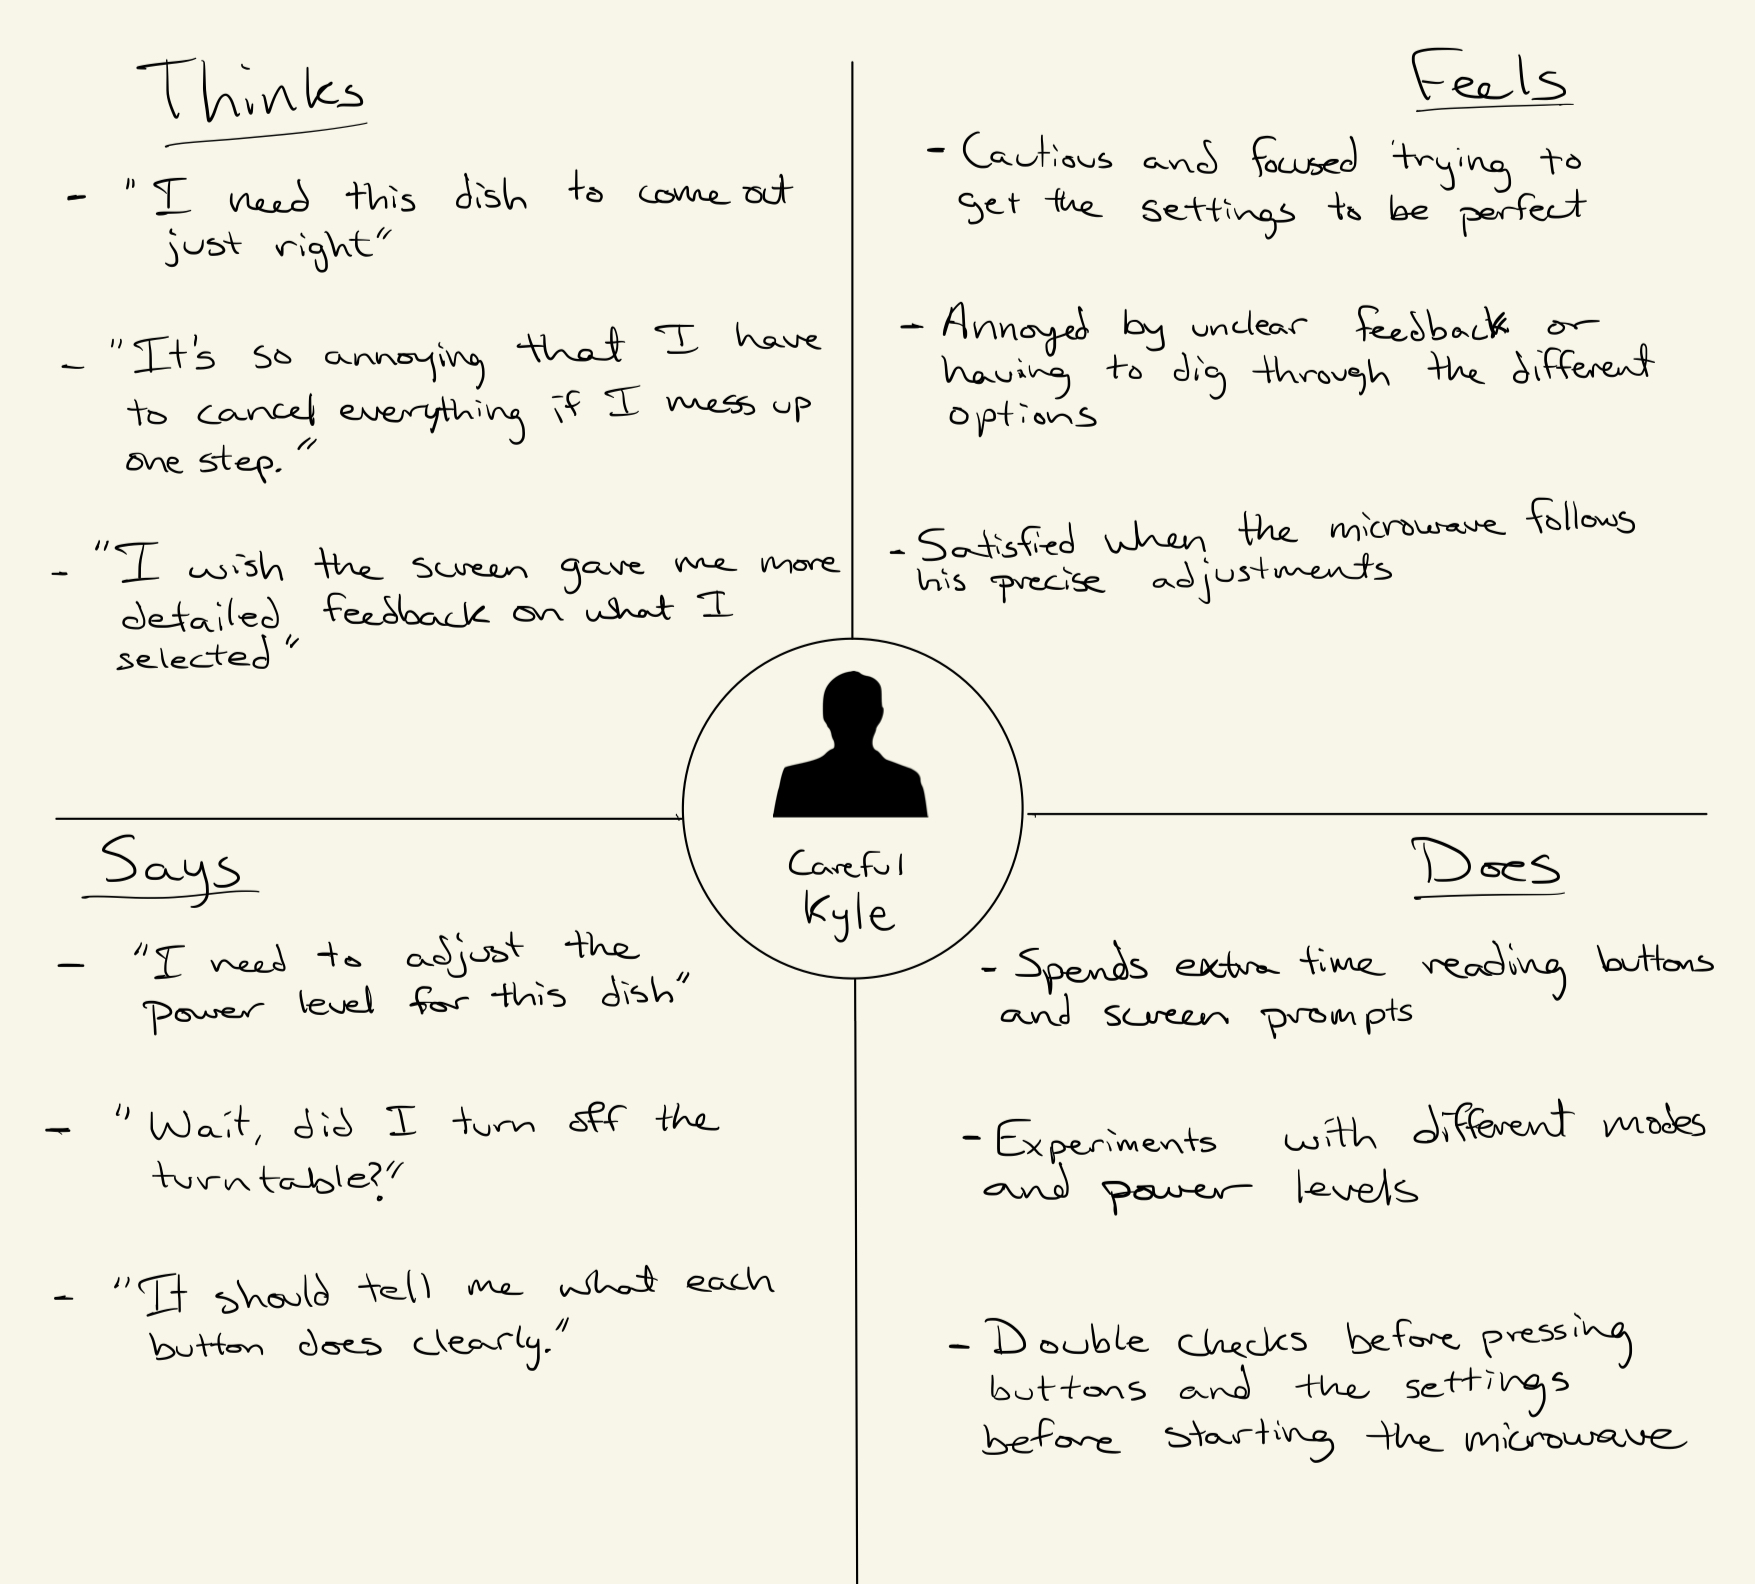 Thinks
- "I need this dish to come out
just right"
- "It's so annoying that I have
to cancel everything if I mess up
one step."
- "I wish the screen gave me more
detailed feedback on what I
selected"
Feels
- Cautious and focused trying to
get the settings to be perfect
- Annoyed by unclear feedback or
having to dig through the different
options
- Satisfied when the microwave follows
his precise adjustments
Careful
Kyle
Says
- "I need to adjust the
power level for this dish"
- "Wait, did I turn off the
turntable?"
- "It should tell me what each
button does clearly."
Does
- Spends extra time reading buttons
and screen prompts
- Experiments with different modes
and power levels
- Double checks before pressing
buttons and the settings
before starting the microwave